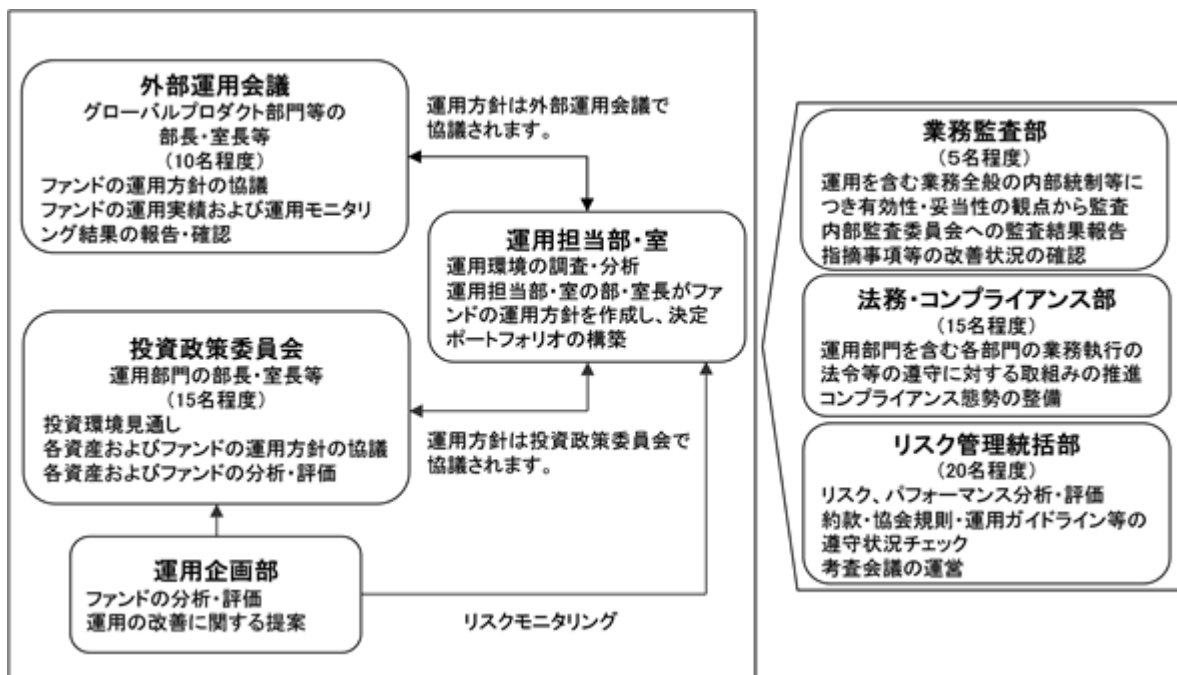 外部運用会議
グローバルプロダクト部門等の
部長・室長等
(10名程度)
ファンドの運用方針の協議
ファンドの運用実績および運用モニタリ
ング結果の報告・確認
運用方針は外部運用会議で
協議されます。
運用担当部・室
運用環境の調査・分析
運用担当部・室の部・室長がファ
ンドの運用方針を作成し、決定
ポートフォリオの構築
投資政策委員会
運用部門の部長・室長等
(15名程度)
投資環境見通し
各資産およびファンドの運用方針の協議
各資産およびファンドの分析・評価
運用方針は投資政策委員会で
協議されます。
運用企画部
ファンドの分析・評価
運用の改善に関する提案
リスクモニタリング
業務監査部
(5名程度)
運用を含む業務全般の内部統制等に
つき有効性・妥当性の観点から監査
内部監査委員会への監査結果報告
指摘事項等の改善状況の確認
法務・コンプライアンス部
(15名程度)
運用部門を含む各部門の業務執行の
法令等の遵守に対する取組みの推進
コンプライアンス態勢の整備
リスク管理統括部
(20名程度)
リスク、パフォーマンス分析・評価
約款・協会規則・運用ガイドライン等の
遵守状況チェック
考査会議の運営